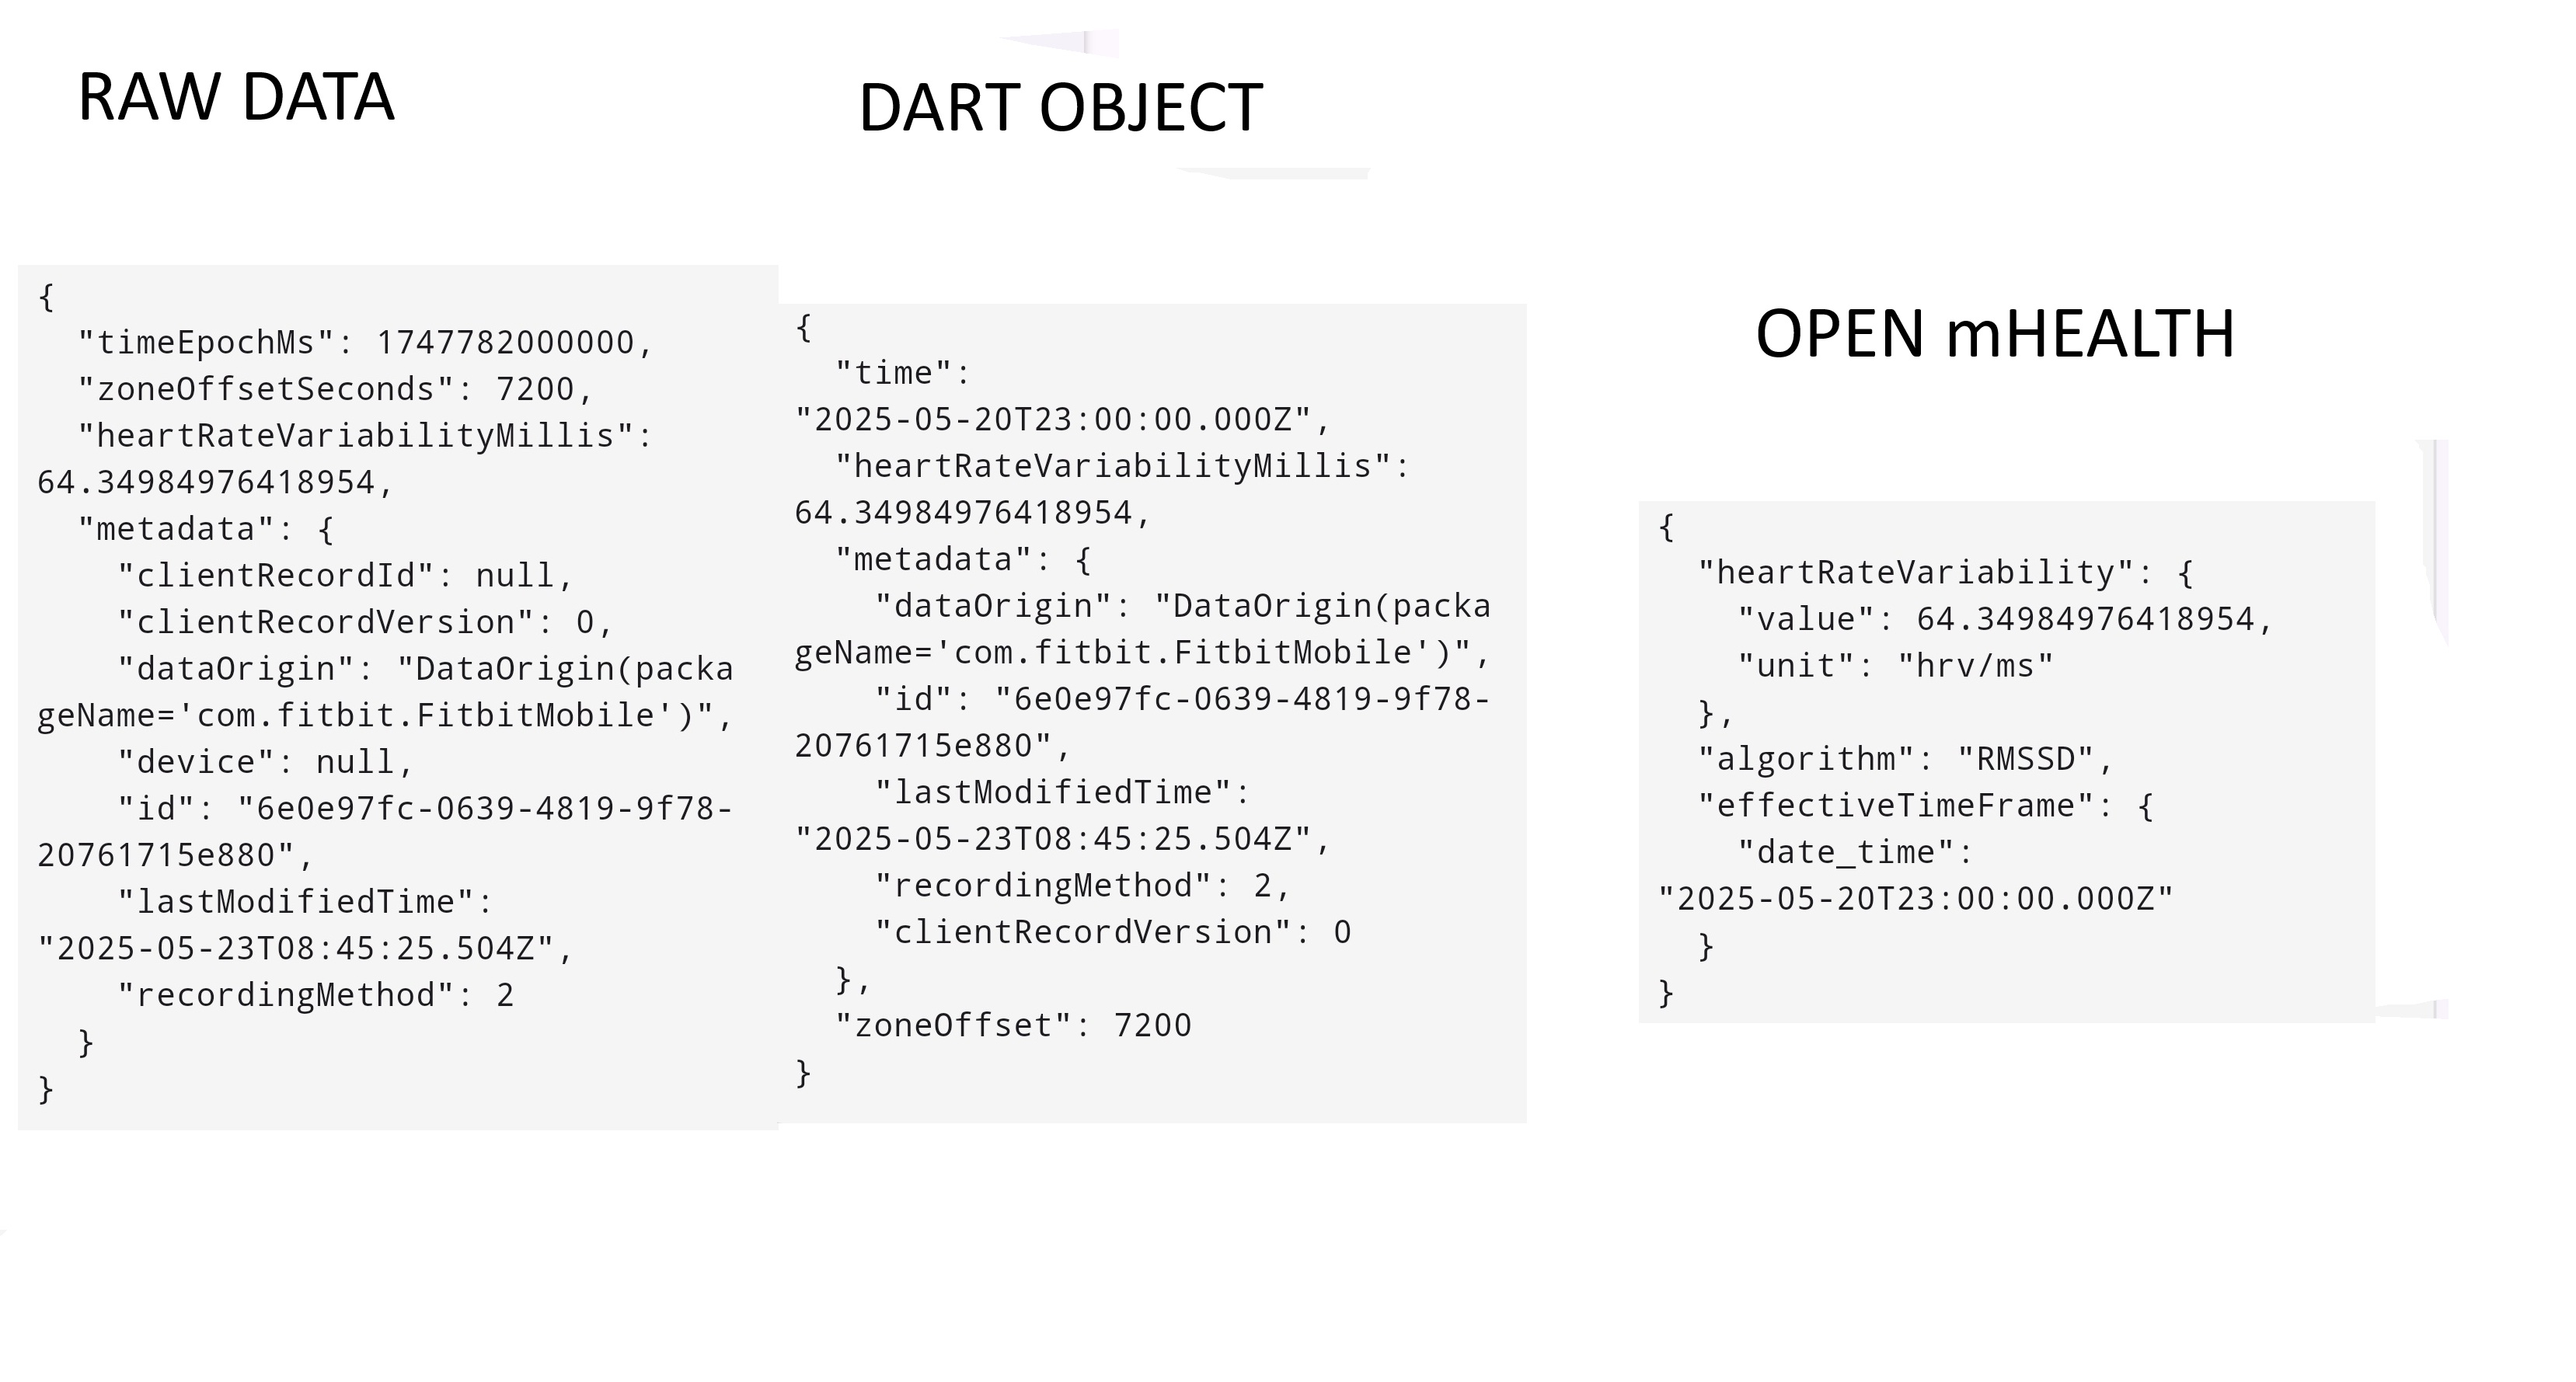 RAW DATA
{
  "timeEpochMs": 1747782000000,
  "zoneOffsetSeconds": 7200,
  "heartRateVariabilityMillis":
64.34984976418954,
  "metadata": {
    "clientRecordId": null,
    "clientRecordVersion": 0,
    "dataOrigin": "DataOrigin(packa
geName='com.fitbit.FitbitMobile')",
    "device": null,
    "id": "6e0e97fc-0639-4819-9f78-
20761715e880",
    "lastModifiedTime":
"2025-05-23T08:45:25.504Z",
    "recordingMethod": 2
  }
}
DART OBJECT
{
  "time":
"2025-05-20T23:00:00.000Z",
  "heartRateVariabilityMillis":
64.34984976418954,
  "metadata": {
    "dataOrigin": "DataOrigin(packa
geName='com.fitbit.FitbitMobile')",
    "id": "6e0e97fc-0639-4819-9f78-
20761715e880",
    "lastModifiedTime":
"2025-05-23T08:45:25.504Z",
    "recordingMethod": 2,
    "clientRecordVersion": 0
  },
  "zoneOffset": 7200
}
OPEN mHEALTH
{
  "heartRateVariability": {
    "value": 64.34984976418954,
    "unit": "hrv/ms"
  },
  "algorithm": "RMSSD",
  "effectiveTimeFrame": {
    "date_time":
"2025-05-20T23:00:00.000Z"
  }
}